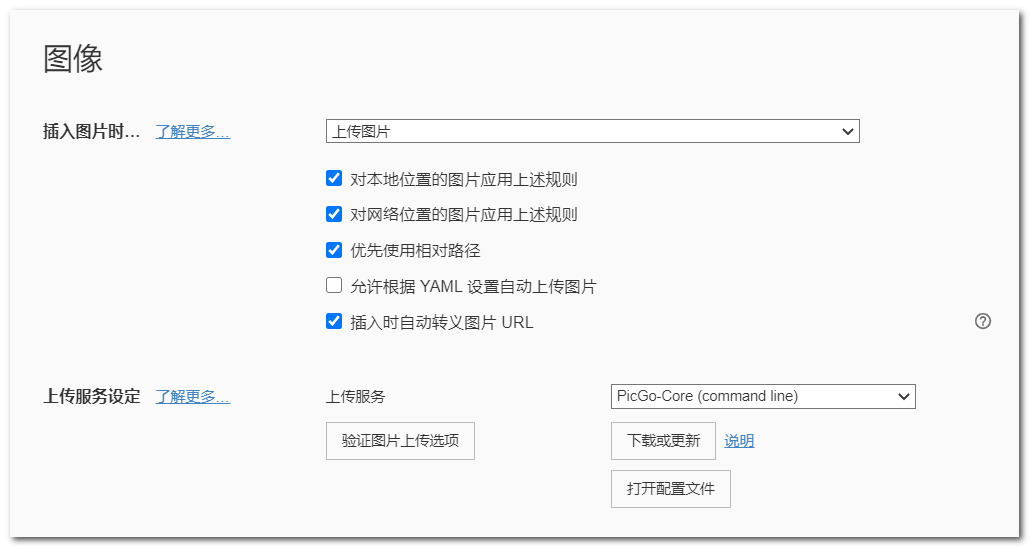 图像
插入图片时... 了解更多... 上传图片
对本地位置的图片应用上述规则
对网络位置的图片应用上述规则
优先使用相对路径
允许根据 YAML 设置自动上传图片
插入时自动转义图片 URL ?
上传服务设定 了解更多... 上传服务 PicGo-Core (command line)
验证图片上传选项 下载或更新 说明
打开配置文件